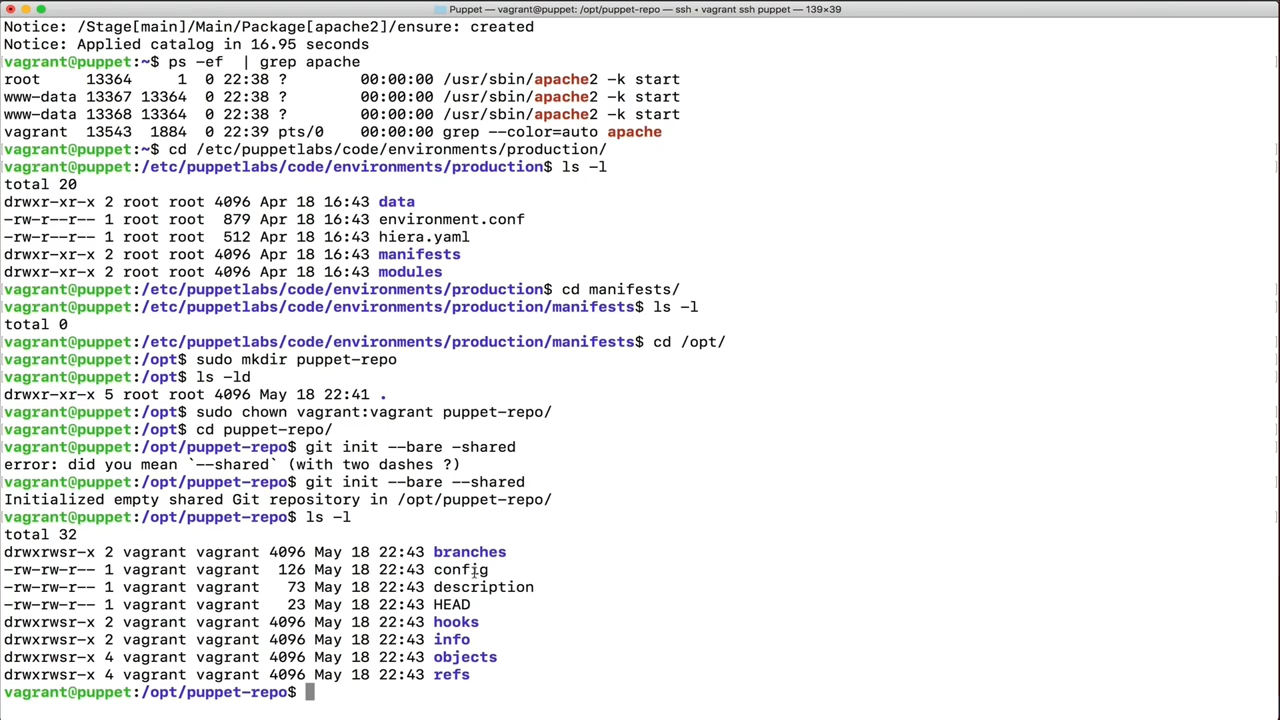 Puppet — vagrant@puppet: /opt/puppet-repo — ssh • vagrant ssh puppet — 139×39
Notice: /Stage[main]/Main/Package[apache2]/ensure: created
Notice: Applied catalog in 16.95 seconds
vagrant@puppet:~$ ps -ef  | grep apache
root     13364     1  0 22:38 ?        00:00:00 /usr/sbin/apache2 -k start
www-data 13367 13364  0 22:38 ?        00:00:00 /usr/sbin/apache2 -k start
www-data 13368 13364  0 22:38 ?        00:00:00 /usr/sbin/apache2 -k start
vagrant  13543  1884  0 22:39 pts/0    00:00:00 grep --color=auto apache
vagrant@puppet:~$ cd /etc/puppetlabs/code/environments/production/
vagrant@puppet:/etc/puppetlabs/code/environments/production$ ls -l
total 20
drwxr-xr-x 2 root root 4096 Apr 18 16:43 data
-rw-r--r-- 1 root root  879 Apr 18 16:43 environment.conf
-rw-r--r-- 1 root root  512 Apr 18 16:43 hiera.yaml
drwxr-xr-x 2 root root 4096 Apr 18 16:43 manifests
drwxr-xr-x 2 root root 4096 Apr 18 16:43 modules
vagrant@puppet:/etc/puppetlabs/code/environments/production$ cd manifests/
vagrant@puppet:/etc/puppetlabs/code/environments/production/manifests$ ls -l
total 0
vagrant@puppet:/etc/puppetlabs/code/environments/production/manifests$ cd /opt/
vagrant@puppet:/opt$ sudo mkdir puppet-repo
vagrant@puppet:/opt$ ls -ld
drwxr-xr-x 5 root root 4096 May 18 22:41 .
vagrant@puppet:/opt$ sudo chown vagrant:vagrant puppet-repo/
vagrant@puppet:/opt$ cd puppet-repo/
vagrant@puppet:/opt/puppet-repo$ git init --bare -shared
error: did you mean `--shared` (with two dashes ?)
vagrant@puppet:/opt/puppet-repo$ git init --bare --shared
Initialized empty shared Git repository in /opt/puppet-repo/
vagrant@puppet:/opt/puppet-repo$ ls -l
total 32
drwxrwsr-x 2 vagrant vagrant 4096 May 18 22:43 branches
-rw-rw-r-- 1 vagrant vagrant  126 May 18 22:43 config
-rw-rw-r-- 1 vagrant vagrant   73 May 18 22:43 description
-rw-rw-r-- 1 vagrant vagrant   23 May 18 22:43 HEAD
drwxrwsr-x 2 vagrant vagrant 4096 May 18 22:43 hooks
drwxrwsr-x 2 vagrant vagrant 4096 May 18 22:43 info
drwxrwsr-x 4 vagrant vagrant 4096 May 18 22:43 objects
drwxrwsr-x 4 vagrant vagrant 4096 May 18 22:43 refs
vagrant@puppet:/opt/puppet-repo$